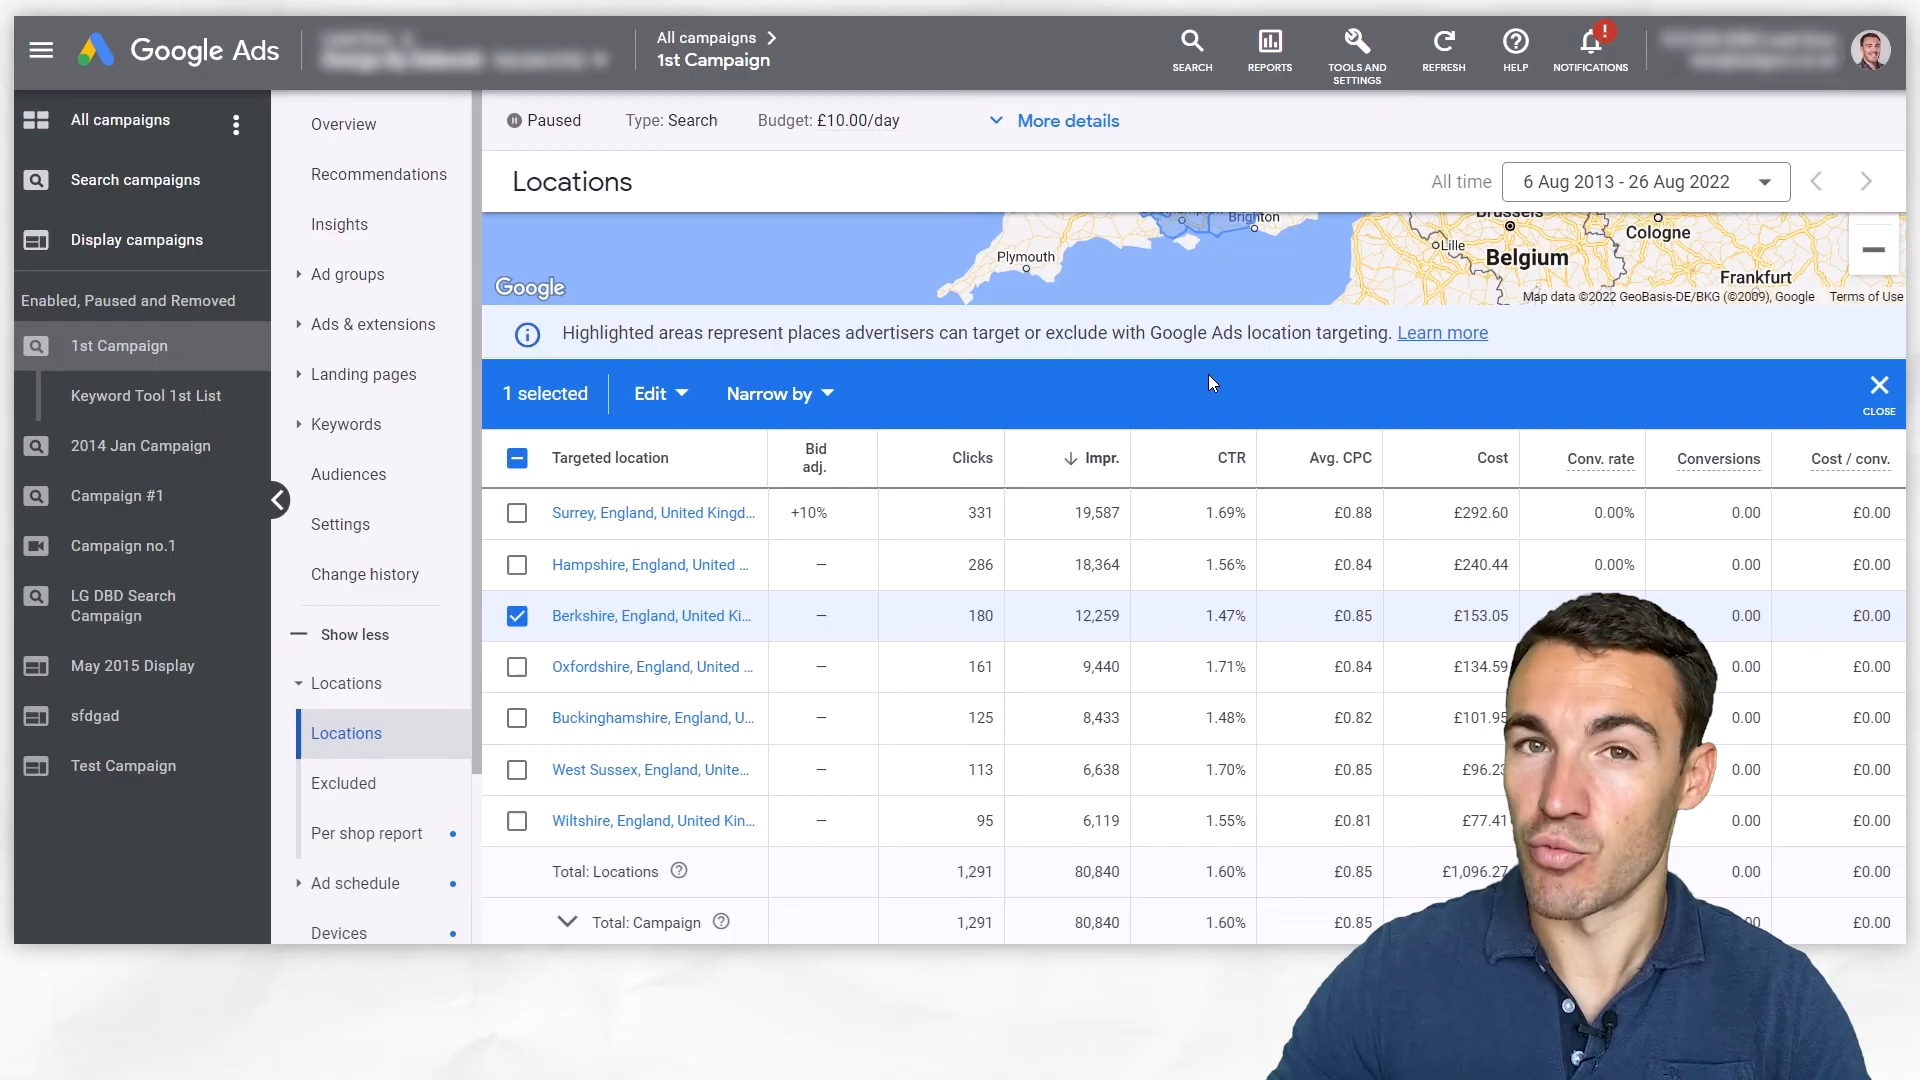 Google Ads
All campaigns
1st Campaign
SEARCH
REPORTS
TOOLS AND
SETTINGS
REFRESH
HELP
!
NOTIFICATIONS
All campaigns
Search campaigns
Display campaigns
Enabled, Paused and Removed
1st Campaign
Keyword Tool 1st List
2014 Jan Campaign
Campaign #1
Campaign no.1
LG DBD Search
Campaign
May 2015 Display
sfdgad
Test Campaign
Overview
Recommendations
Insights
Ad groups
Ads & extensions
Landing pages
Keywords
Audiences
Settings
Change history
Show less
Locations
Locations
Excluded
Per shop report
Ad schedule
Devices
Paused Type: Search Budget: £10.00/day More details
Locations
All time 6 Aug 2013 - 26 Aug 2022
Brighton
Plymouth
Google
Brussels
Lille
Belgium
Cologne
Frankfurt
Map data ©2022 GeoBasis-DE/BKG (©2009), Google Terms of Use
Highlighted areas represent places advertisers can target or exclude with Google Ads location targeting. Learn more
1 selected Edit Narrow by CLOSE
Targeted location Bid adj. Clicks Impr. CTR Avg. CPC Cost Conv. rate Conversions Cost / conv.
Surrey, England, United Kingd... +10% 331 19,587 1.69% £0.88 £292.60 0.00% 0.00 £0.00
Hampshire, England, United ... — 286 18,364 1.56% £0.84 £240.44 0.00% 0.00 £0.00
Berkshire, England, United Ki... — 180 12,259 1.47% £0.85 £153.05 0.00 £0.00
Oxfordshire, England, United ... — 161 9,440 1.71% £0.84 £134.59 0.00 £0.00
Buckinghamshire, England, U... — 125 8,433 1.48% £0.82 £101.95 0.00 £0.00
West Sussex, England, Unite... — 113 6,638 1.70% £0.85 £96.23 0.00 £0.00
Wiltshire, England, United Kin... — 95 6,119 1.55% £0.81 £77.41 0.00 £0.00
Total: Locations 1,291 80,840 1.60% £0.85 £1,096.27 0.00 £0.00
Total: Campaign 1,291 80,840 1.60% £0.85 £0.00